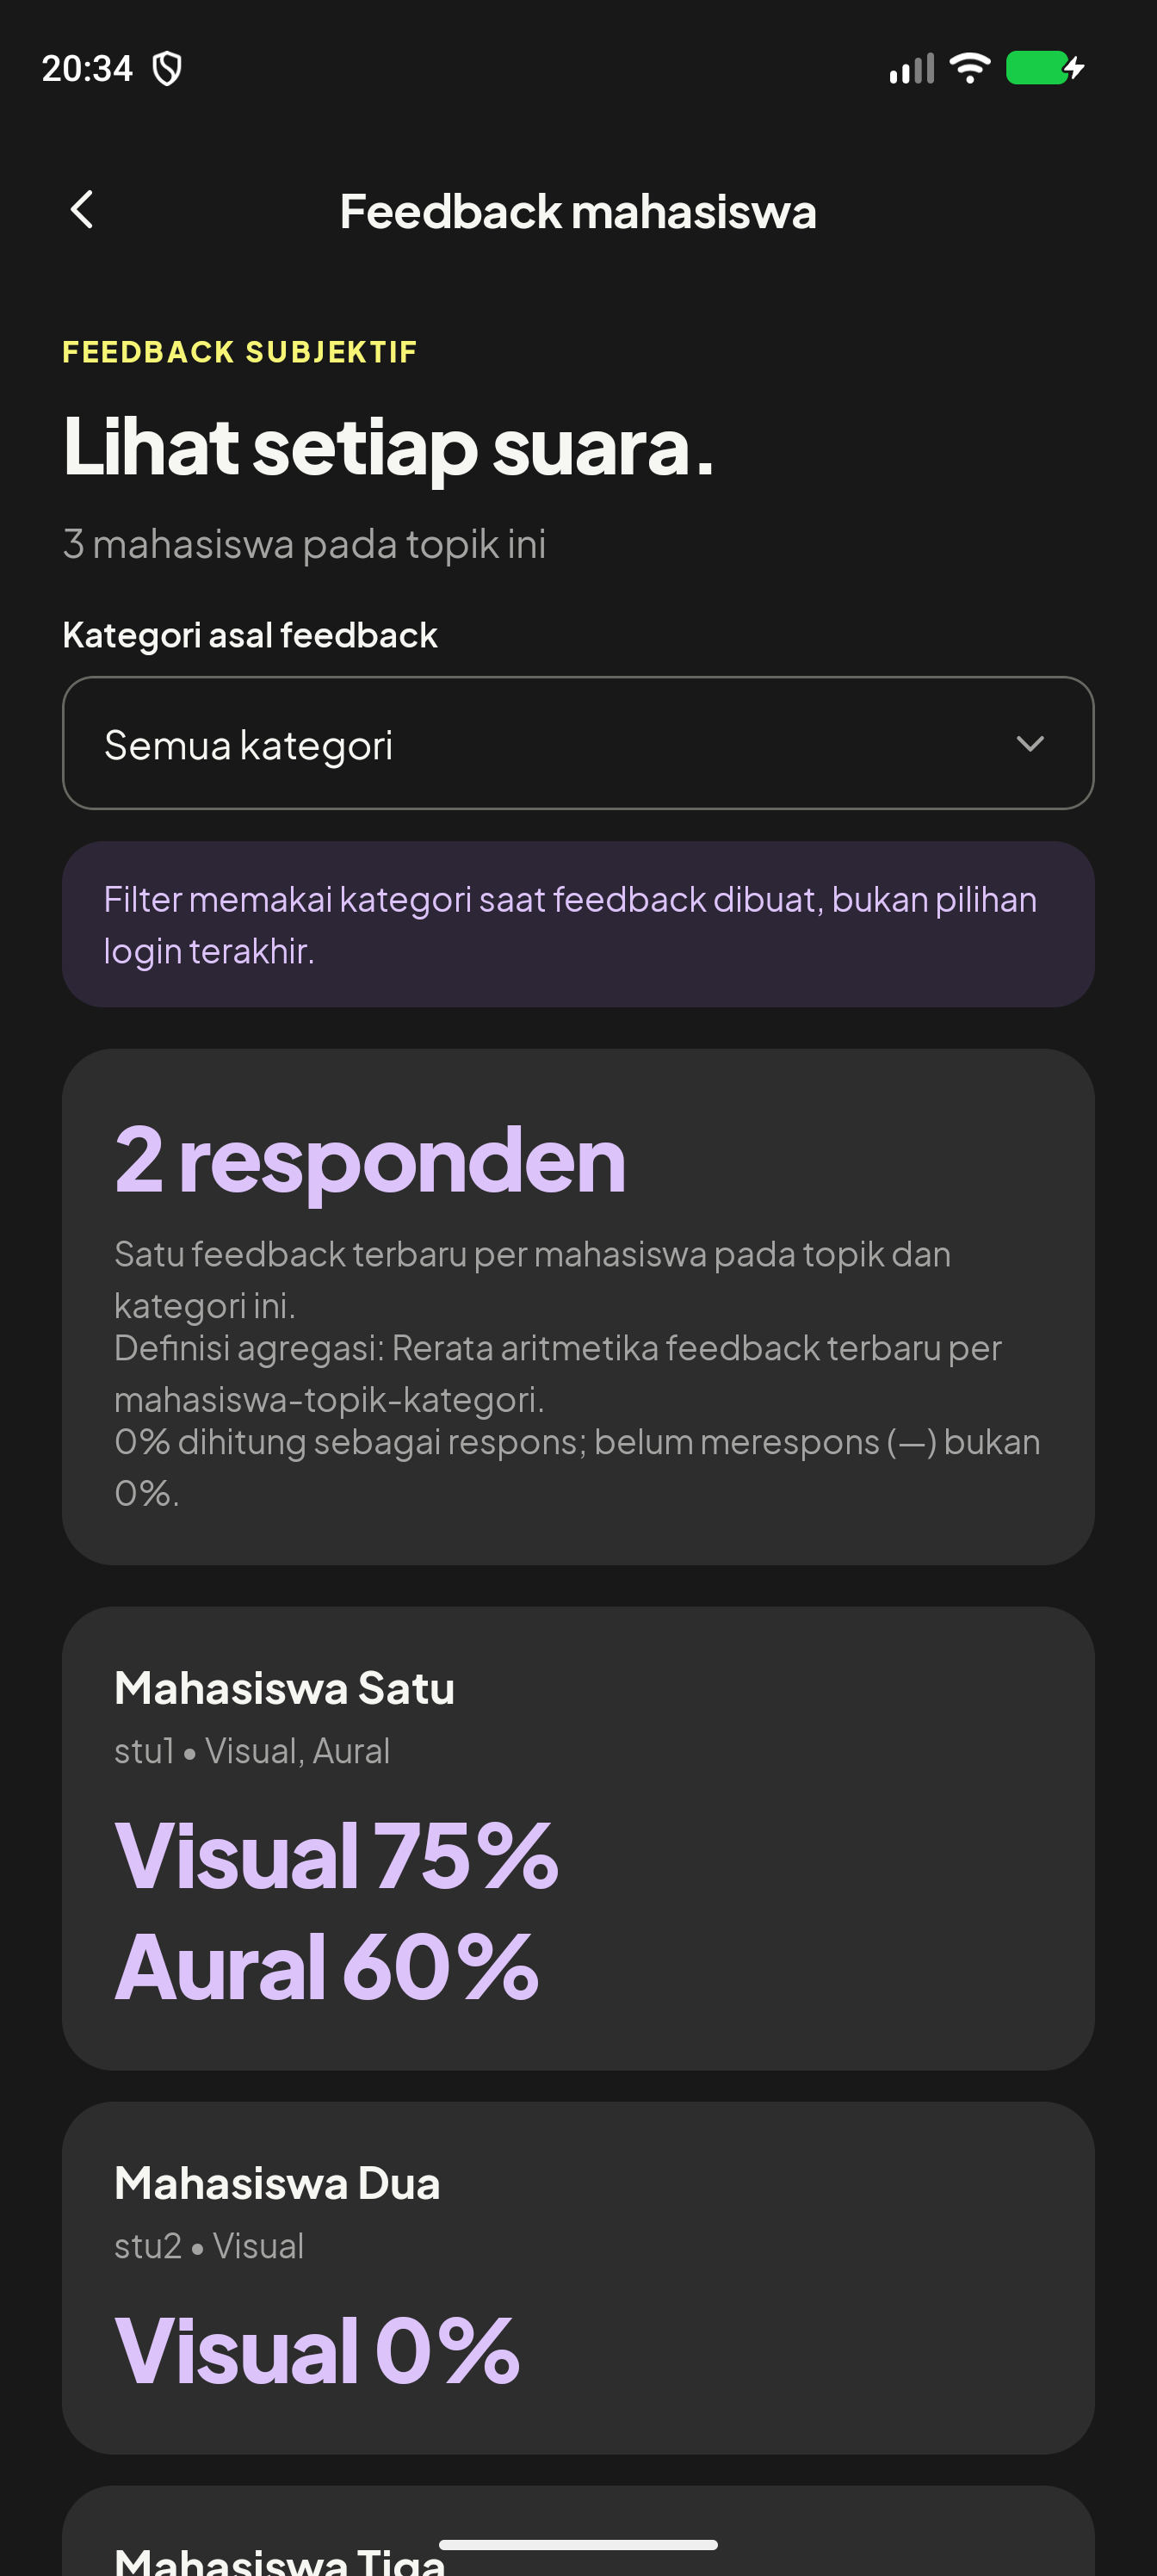 20:34
Feedback mahasiswa
FEEDBACK SUBJEKTIF
Lihat setiap suara.
3 mahasiswa pada topik ini
Kategori asal feedback
Semua kategori
Filter memakai kategori saat feedback dibuat, bukan pilihan
login terakhir.
2 responden
Satu feedback terbaru per mahasiswa pada topik dan
kategori ini.
Definisi agregasi: Rerata aritmetika feedback terbaru per
mahasiswa-topik-kategori.
0% dihitung sebagai respons; belum merespons (—) bukan
0%.
Mahasiswa Satu
stu1 • Visual, Aural
Visual 75%
Aural 60%
Mahasiswa Dua
stu2 • Visual
Visual 0%
Mahasiswa Tiga